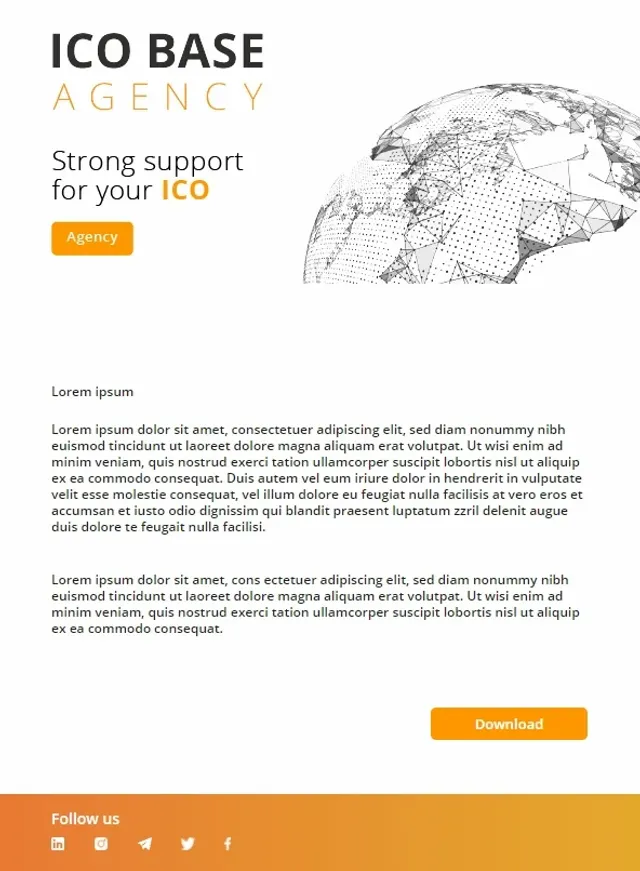 ICO BASE
AGENCY
Strong support
for your ICO
Agency
Lorem ipsum
Lorem ipsum dolor sit amet, consectetuer adipiscing elit, sed diam nonummy nibh
euismod tincidunt ut laoreet dolore magna aliquam erat volutpat. Ut wisi enim ad
minim veniam, quis nostrud exerci tation ullamcorper suscipit lobortis nisl ut aliquip
ex ea commodo consequat. Duis autem vel eum iriure dolor in hendrerit in vulputate
velit esse molestie consequat, vel illum dolore eu feugiat nulla facilisis at vero eros et
accumsan et iusto odio dignissim qui blandit praesent luptatum zzril delenit augue
duis dolore te feugait nulla facilisi.
Lorem ipsum dolor sit amet, cons ectetuer adipiscing elit, sed diam nonummy nibh
euismod tincidunt ut laoreet dolore magna aliquam erat volutpat. Ut wisi enim ad
minim veniam, quis nostrud exerci tation ullamcorper suscipit lobortis nisl ut aliquip
ex ea commodo consequat.
Download
Follow us